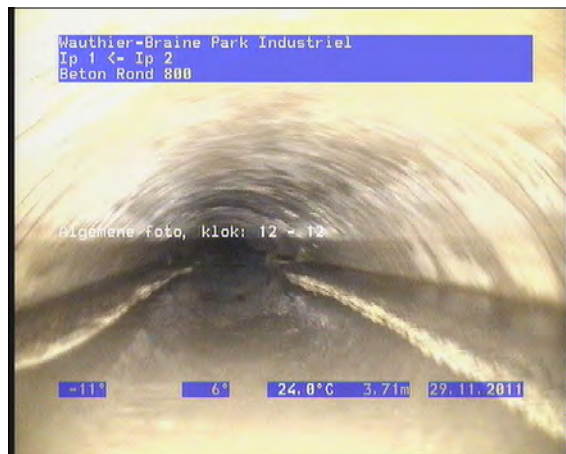 Wauthier-Braine Park Industriel
Ip 1 <- Ip 2
Beton Rond 800
Algemene foto, klok: 12 - 12
-11° 6° 24.0°C 3.71m 29.11.2011